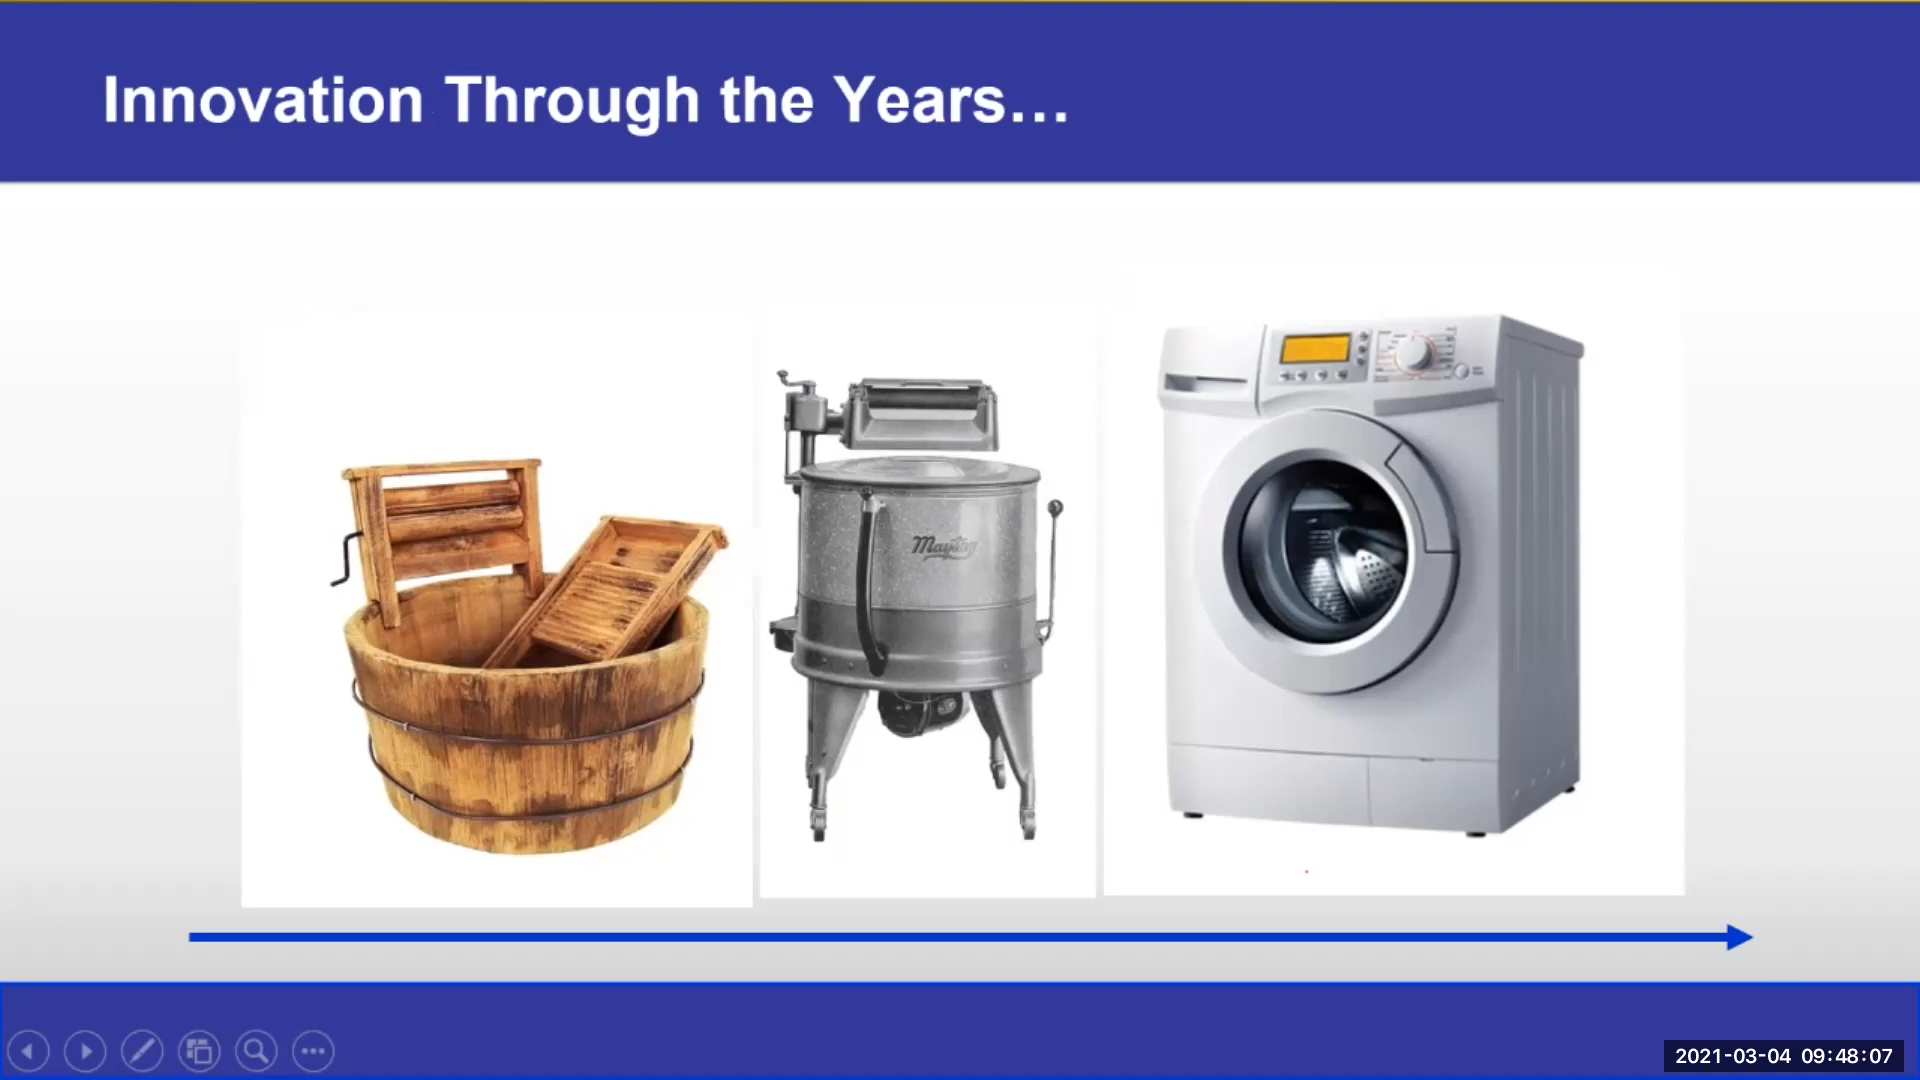 Innovation Through the Years...
Maytag
2021-03-04 09:48:07